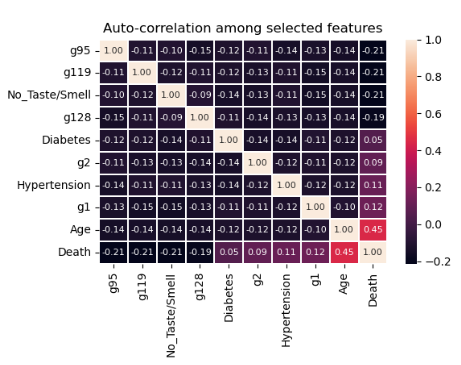 Auto-correlation among selected features
g95 1.00 -0.11 -0.10 -0.15 -0.12 -0.11 -0.14 -0.13 -0.14 -0.21
g119 -0.11 1.00 -0.12 -0.11 -0.12 -0.13 -0.11 -0.15 -0.14 -0.21
No_Taste/Smell -0.10 -0.12 1.00 -0.09 -0.14 -0.13 -0.11 -0.15 -0.14 -0.21
g128 -0.15 -0.11 -0.09 1.00 -0.11 -0.14 -0.13 -0.13 -0.14 -0.19
Diabetes -0.12 -0.12 -0.14 -0.11 1.00 -0.14 -0.14 -0.11 -0.12 0.05
g2 -0.11 -0.13 -0.13 -0.14 -0.14 1.00 -0.12 -0.11 -0.12 0.09
Hypertension -0.14 -0.11 -0.11 -0.13 -0.14 -0.12 1.00 -0.12 -0.12 0.11
g1 -0.13 -0.15 -0.15 -0.13 -0.11 -0.11 -0.12 1.00 -0.10 0.12
Age -0.14 -0.14 -0.14 -0.14 -0.12 -0.12 -0.12 -0.10 1.00 0.45
Death -0.21 -0.21 -0.21 -0.19 0.05 0.09 0.11 0.12 0.45 1.00
g95 g119 No_Taste/Smell g128 Diabetes g2 Hypertension g1 Age Death
1.0
0.8
0.6
0.4
0.2
0.0
−0.2